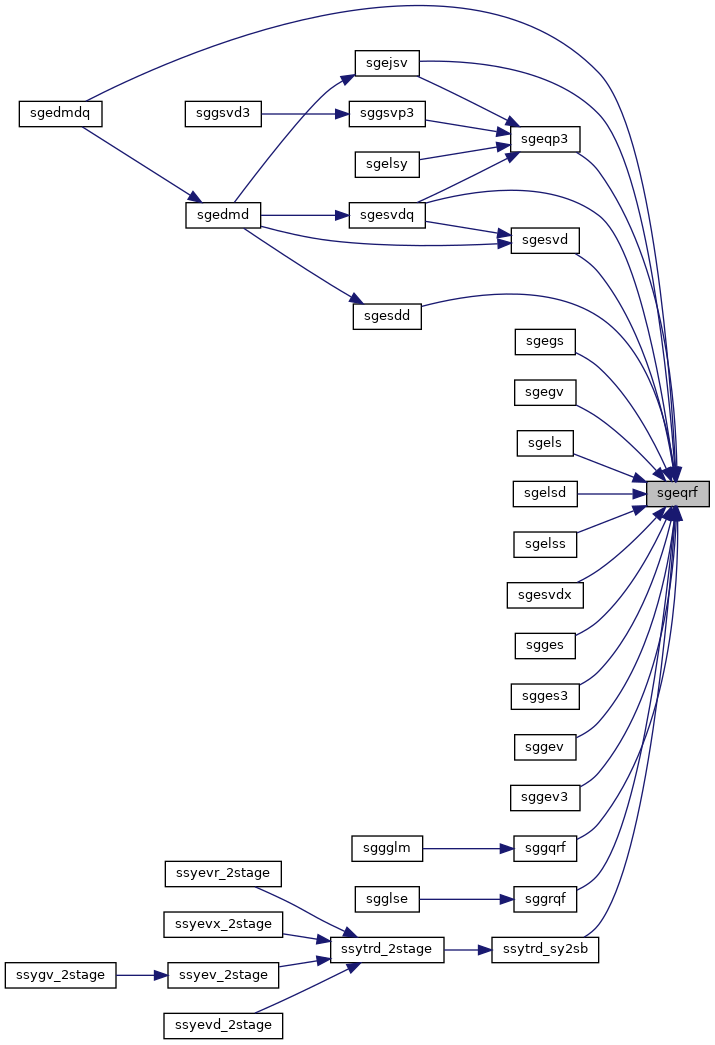 sgejsv
sgedmdq
sggsvd3
sggsvp3
sgeqp3
sgelsy
sgedmd
sgesvdq
sgesvd
sgesdd
sgegs
sgegv
sgels
sgeqrf
sgelsd
sgelss
sgesvdx
sgges
sgges3
sggev
sggev3
sggglm
sggqrf
ssyevr_2stage
sgglse
sggrqf
ssyevx_2stage
ssytrd_2stage
ssytrd_sy2sb
ssygv_2stage
ssyev_2stage
ssyevd_2stage